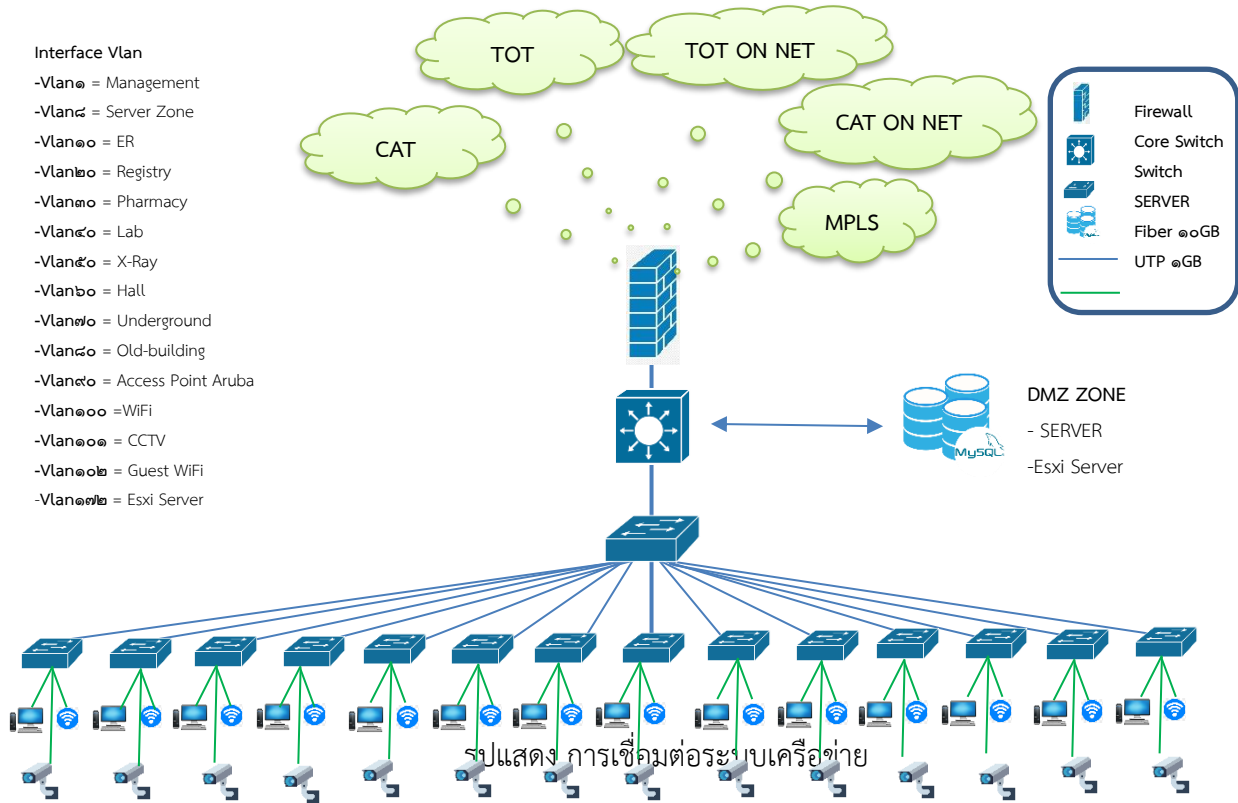 Interface Vlan
-Vlan๑ = Management
-Vlan๘ = Server Zone
-Vlan๑๐ = ER
-Vlan๒๐ = Registry
-Vlan๓๐ = Pharmacy
-Vlan๔๐ = Lab
-Vlan๕๐ = X-Ray
-Vlan๖๐ = Hall
-Vlan๗๐ = Underground
-Vlan๘๐ = Old-building
-Vlan๙๐ = Access Point Aruba
-Vlan๑๐๐ =WiFi
-Vlan๑๐๑ = CCTV
-Vlan๑๐๒ = Guest WiFi
-Vlan๑๗๒ = Esxi Server
TOT
TOT ON NET
CAT
CAT ON NET
MPLS
Firewall
Core Switch
Switch
SERVER
Fiber ๑๐GB
UTP ๑GB
MySQL
DMZ ZONE
- SERVER
-Esxi Server
รูปแสดง การเชื่อมต่อระบบเครือข่าย